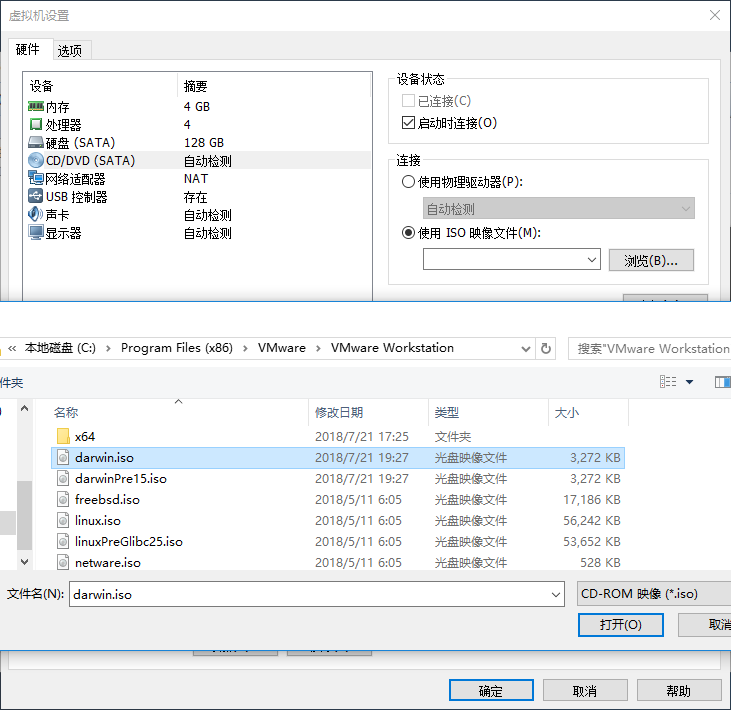 虚拟机设置
硬件 选项
设备 摘要
内存 4 GB
处理器 4
硬盘 (SATA) 128 GB
CD/DVD (SATA) 自动检测
网络适配器 NAT
USB 控制器 存在
声卡 自动检测
显示器 自动检测
设备状态
已连接(C)
启动时连接(O)
连接
使用物理驱动器(P):
自动检测
使用 ISO 映像文件(M):
浏览(B)...
« 本地磁盘 (C:) › Program Files (x86) › VMware › VMware Workstation
搜索"VMware Workstation
件夹
名称 修改日期 类型 大小
x64 2018/7/21 17:25 文件夹
darwin.iso 2018/7/21 19:27 光盘映像文件 3,272 KB
darwinPre15.iso 2018/7/21 19:27 光盘映像文件 3,272 KB
freebsd.iso 2018/5/11 6:05 光盘映像文件 17,186 KB
linux.iso 2018/5/11 6:05 光盘映像文件 56,242 KB
linuxPreGlibc25.iso 2018/5/11 6:05 光盘映像文件 53,652 KB
netware.iso 2018/5/11 6:05 光盘映像文件 528 KB
文件名(N): darwin.iso CD-ROM 映像 (*.iso)
打开(O) 取消
确定 取消 帮助